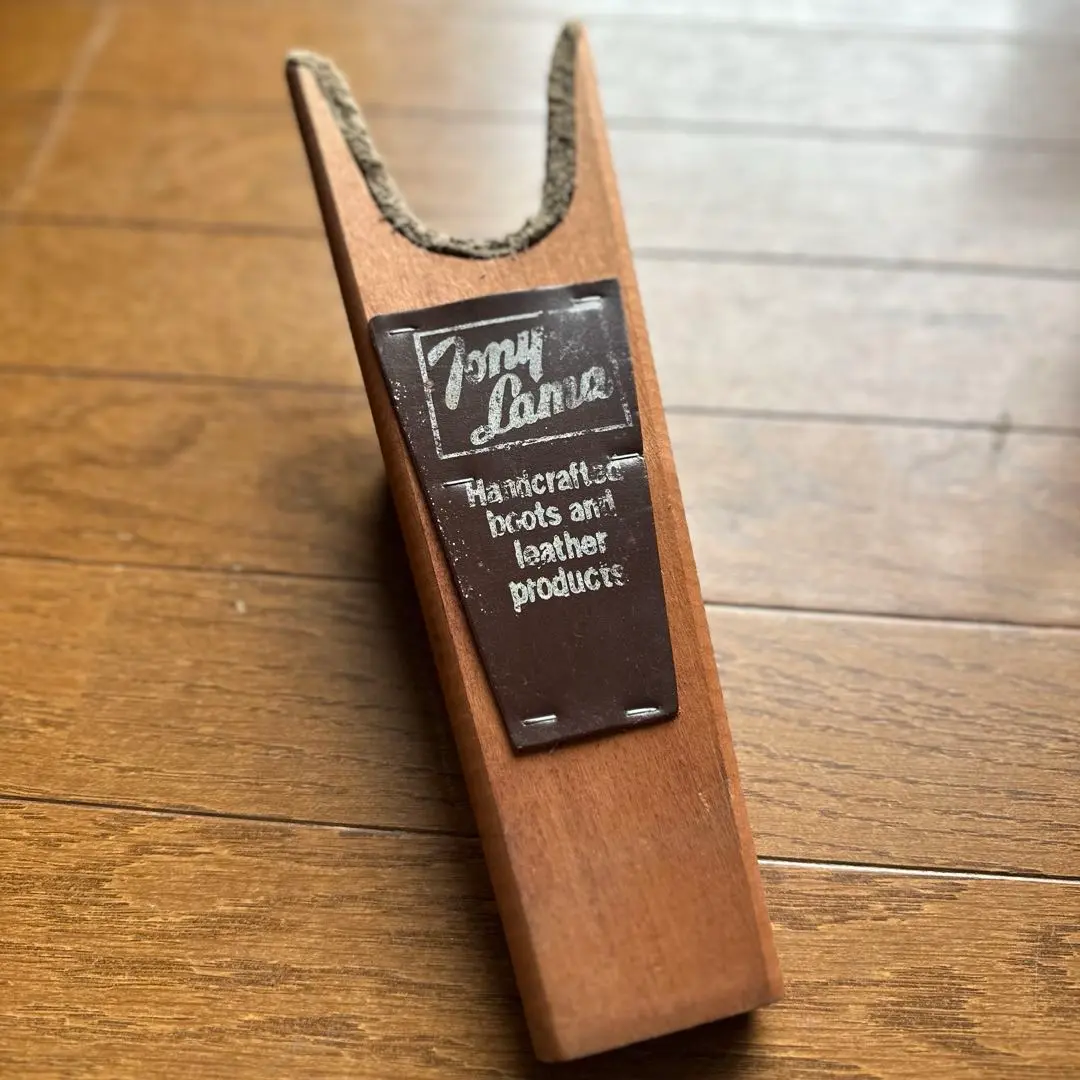 Tony
Lama
Handcrafted
boots and
leather
products